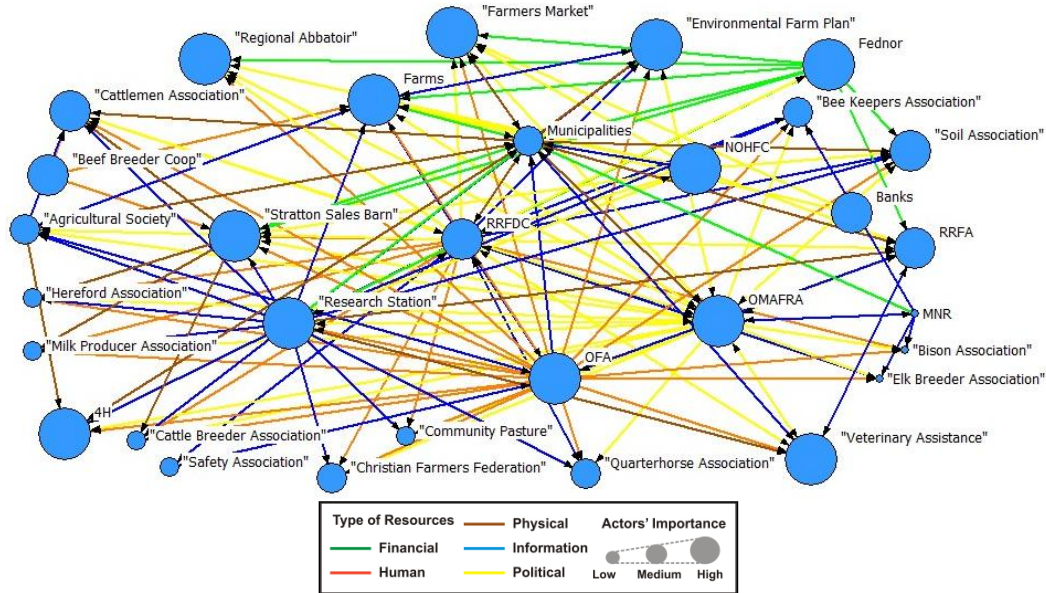 "Farmers Market"
"Environmental Farm Plan"
"Regional Abbatoir"
Fednor
Farms
"Cattlemen Association"
"Bee Keepers Association"
Municipalities
"Soil Association"
NOHFC
"Beef Breeder Coop"
Banks
"Agricultural Society"
"Stratton Sales Barn"
RRFDC
RRFA
"Hereford Association"
"Research Station"
OMAFRA
MNR
"Milk Producer Association"
OFA
"Bison Association"
"Elk Breeder Association"
4H
"Cattle Breeder Association"
"Community Pasture"
"Veterinary Assistance"
"Safety Association"
"Christian Farmers Federation"
"Quarterhorse Association"
Type of Resources
Physical
Actors' Importance
Financial
Information
Human
Political
Low
Medium
High